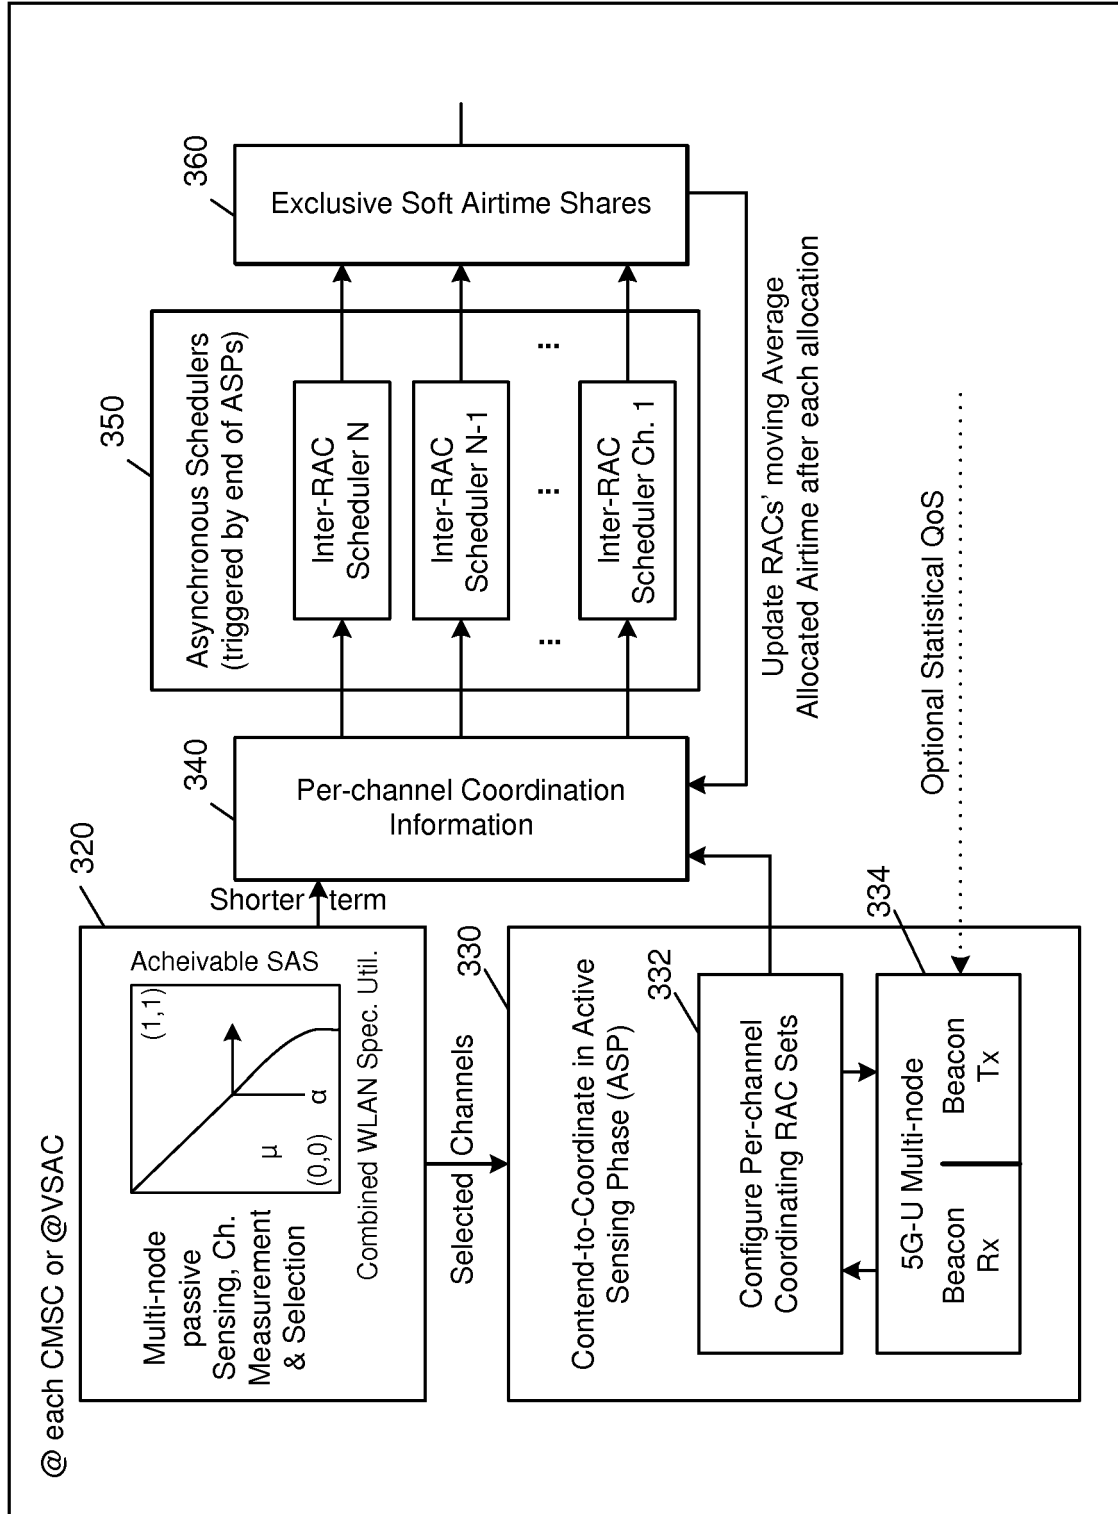 @ each CMSC or @VSAC
320
Multi-node
passive
Sensing, Ch.
Measurement
& Selection
Acheivable SAS
(1,1)
μ
α
(0,0)
Combined WLAN Spec. Util.
Shorter term
Selected Channels
330
Contend-to-Coordinate in Active
Sensing Phase (ASP)
332
Configure Per-channel
Coordinating RAC Sets
334
5G-U Multi-node
Beacon
Rx
Beacon
Tx
Optional Statistical QoS
340
Per-channel Coordination
Information
350
Asynchronous Schedulers
(triggered by end of ASPs)
Inter-RAC
Scheduler N
Inter-RAC
Scheduler N-1
... ... ...
Inter-RAC
Scheduler Ch. 1
360
Exclusive Soft Airtime Shares
Update RACs' moving Average
Allocated Airtime after each allocation